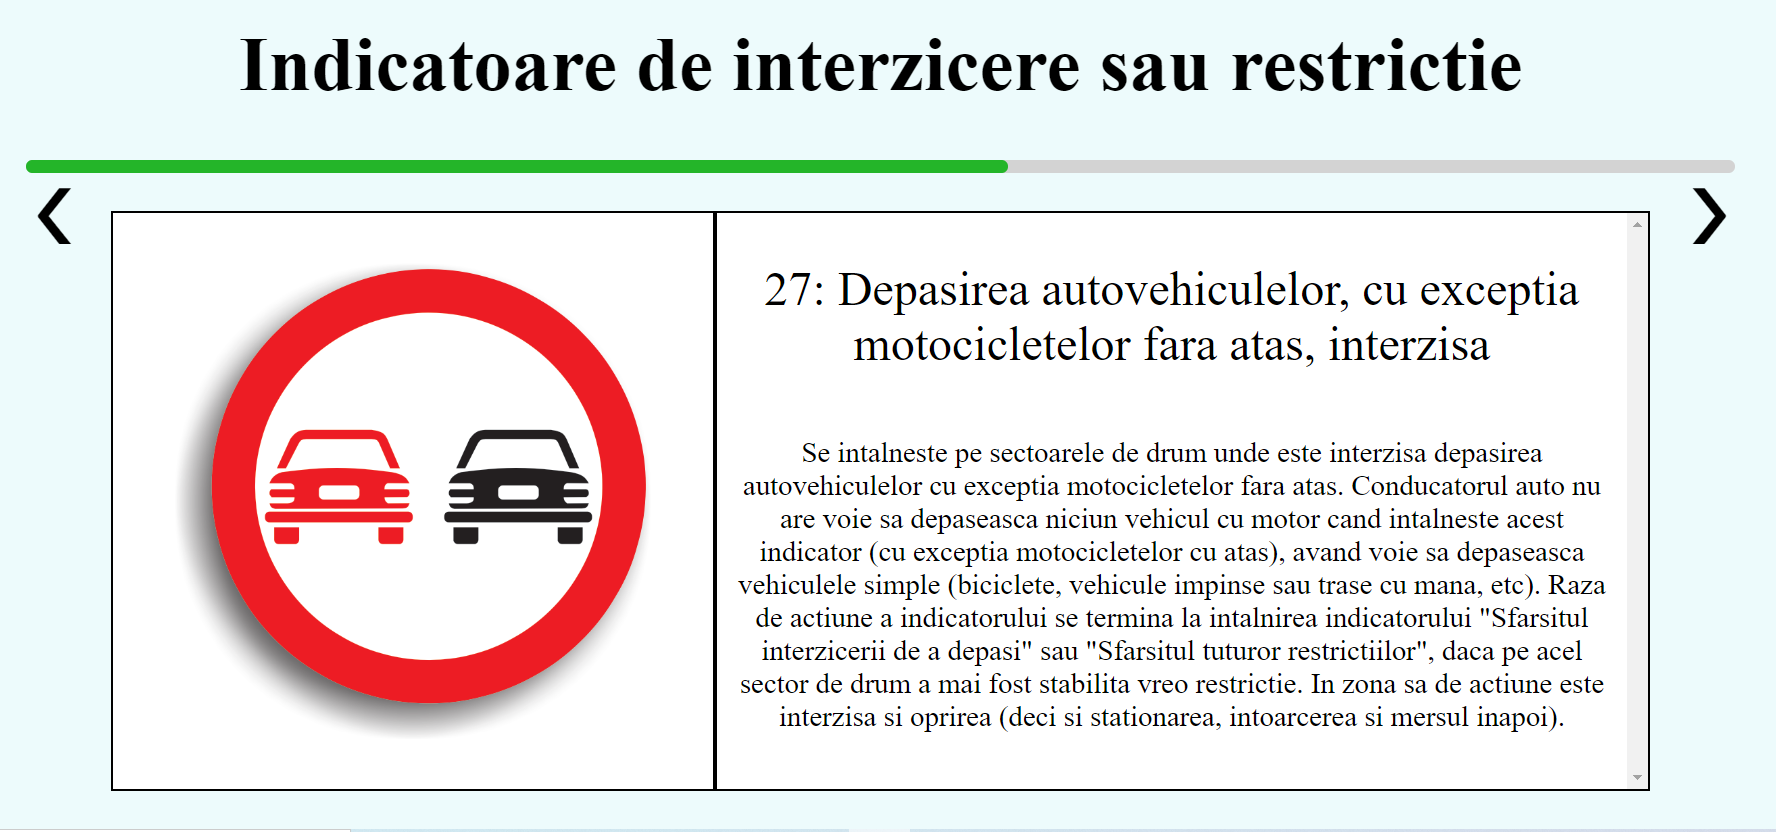 Indicatoare de interzicere sau restrictie
27: Depasirea autovehiculelor, cu exceptia
motocicletelor fara atas, interzisa
Se intalneste pe sectoarele de drum unde este interzisa depasirea
autovehiculelor cu exceptia motocicletelor fara atas. Conducatorul auto nu
are voie sa depaseasca niciun vehicul cu motor cand intalneste acest
indicator (cu exceptia motocicletelor cu atas), avand voie sa depaseasca
vehiculele simple (biciclete, vehicule impinse sau trase cu mana, etc). Raza
de actiune a indicatorului se termina la intalnirea indicatorului "Sfarsitul
interzicerii de a depasi" sau "Sfarsitul tuturor restrictiilor", daca pe acel
sector de drum a mai fost stabilita vreo restrictie. In zona sa de actiune este
interzisa si oprirea (deci si stationarea, intoarcerea si mersul inapoi).